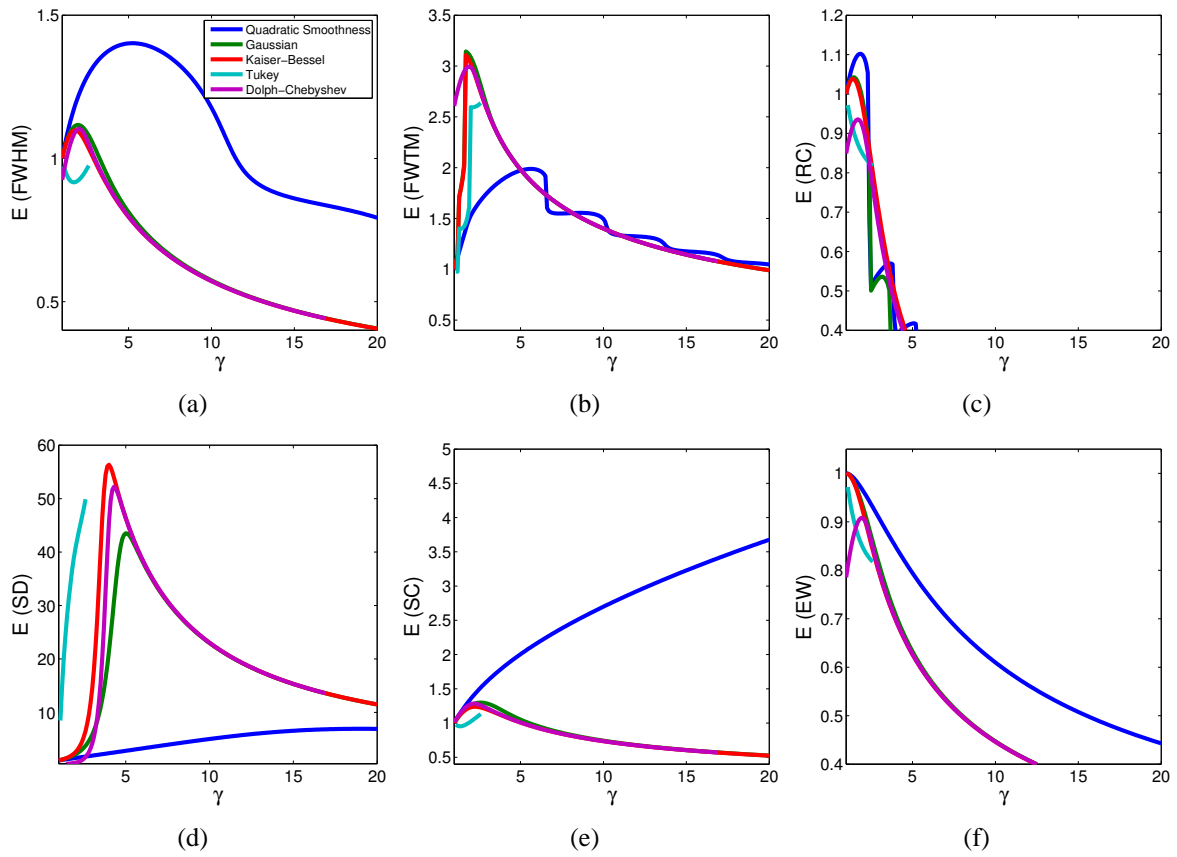 1.5
1
0.5
E (FWHM)
Quadratic Smoothness
Gaussian
Kaiser−Bessel
Tukey
Dolph−Chebyshev
5 10 15 20
γ
(a)
3.5
3
2.5
2
1.5
1
0.5
E (FWTM)
5 10 15 20
γ
(b)
1.2
1.1
1
0.9
0.8
0.7
0.6
0.5
0.4
E (RC)
5 10 15 20
γ
(c)
60
50
40
30
20
10
E (SD)
5 10 15 20
γ
(d)
5
4.5
4
3.5
3
2.5
2
1.5
1
0.5
E (SC)
5 10 15 20
γ
(e)
1
0.9
0.8
0.7
0.6
0.5
0.4
E (EW)
5 10 15 20
γ
(f)